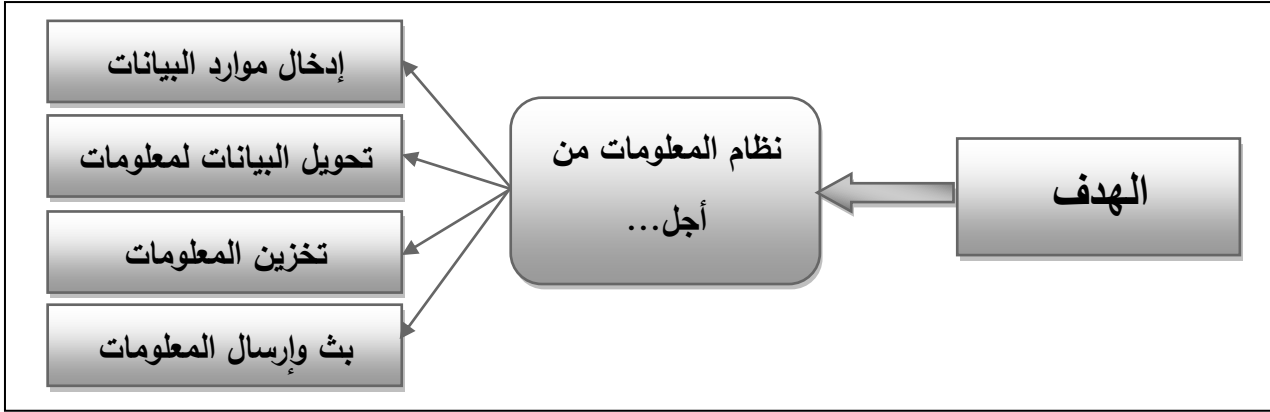 الهدف
نظام المعلومات من
أجل...
إدخال موارد البيانات
تحويل البيانات لمعلومات
تخزين المعلومات
بث وإرسال المعلومات